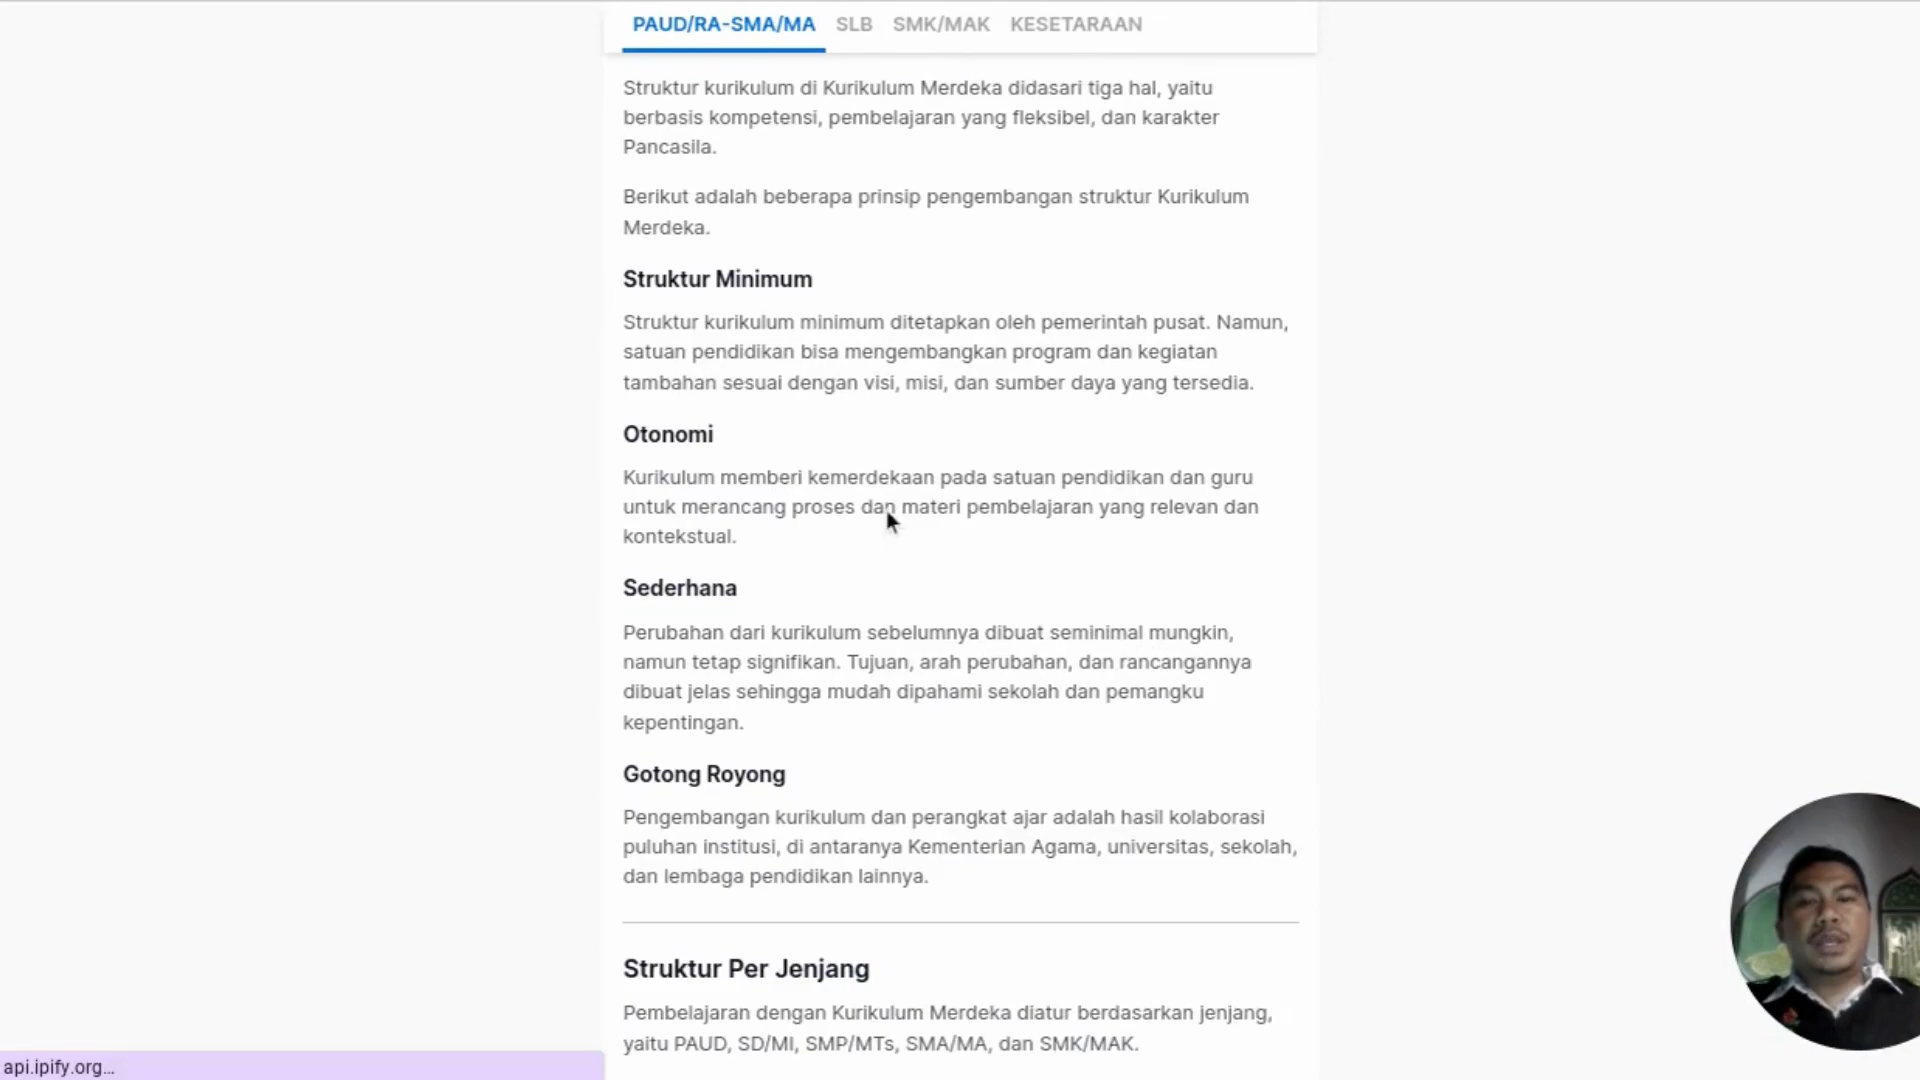 PAUD/RA-SMA/MA SLB SMK/MAK KESETARAAN
Struktur kurikulum di Kurikulum Merdeka didasari tiga hal, yaitu
berbasis kompetensi, pembelajaran yang fleksibel, dan karakter
Pancasila.
Berikut adalah beberapa prinsip pengembangan struktur Kurikulum
Merdeka.
Struktur Minimum
Struktur kurikulum minimum ditetapkan oleh pemerintah pusat. Namun,
satuan pendidikan bisa mengembangkan program dan kegiatan
tambahan sesuai dengan visi, misi, dan sumber daya yang tersedia.
Otonomi
Kurikulum memberi kemerdekaan pada satuan pendidikan dan guru
untuk merancang proses dan materi pembelajaran yang relevan dan
kontekstual.
Sederhana
Perubahan dari kurikulum sebelumnya dibuat seminimal mungkin,
namun tetap signifikan. Tujuan, arah perubahan, dan rancangannya
dibuat jelas sehingga mudah dipahami sekolah dan pemangku
kepentingan.
Gotong Royong
Pengembangan kurikulum dan perangkat ajar adalah hasil kolaborasi
puluhan institusi, di antaranya Kementerian Agama, universitas, sekolah,
dan lembaga pendidikan lainnya.
Struktur Per Jenjang
Pembelajaran dengan Kurikulum Merdeka diatur berdasarkan jenjang,
yaitu PAUD, SD/MI, SMP/MTs, SMA/MA, dan SMK/MAK.
api.ipify.org...